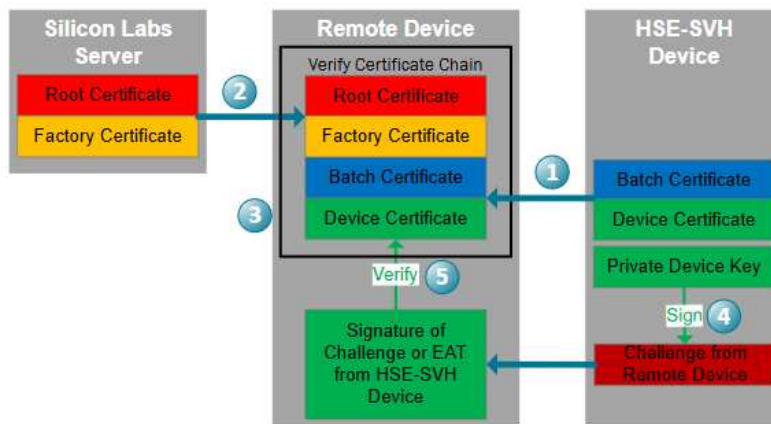 Silicon Labs
Server
Root Certificate
Factory Certificate
2
Remote Device
Verify Certificate Chain
Root Certificate
Factory Certificate
Batch Certificate
Device Certificate
3
Verify
5
Signature of
Challenge or EAT
from HSE-SVH
Device
1
HSE-SVH
Device
Batch Certificate
Device Certificate
Private Device Key
Sign
4
Challenge from
Remote Device